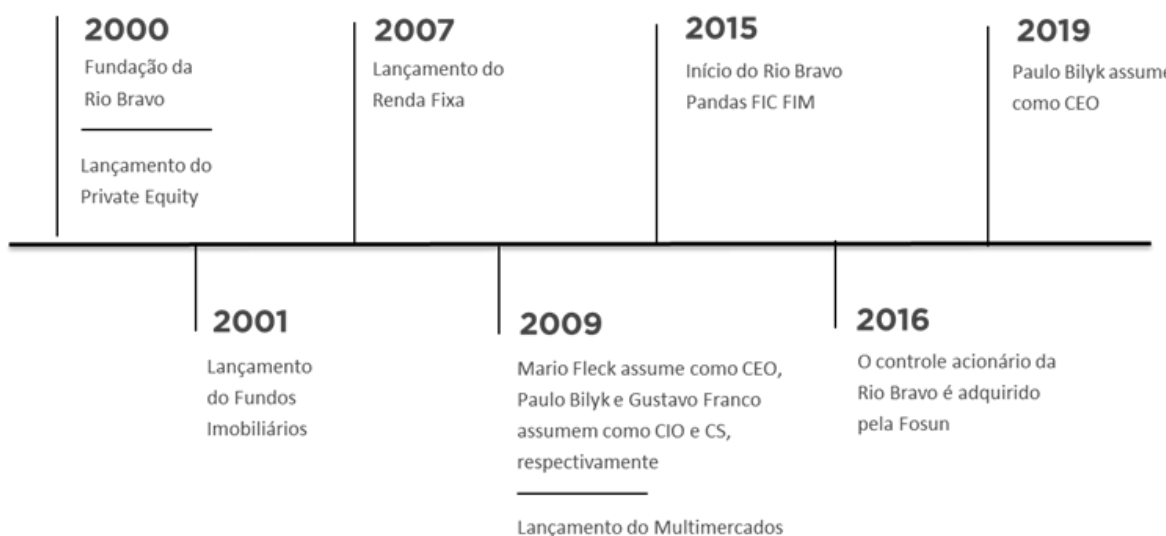 2000
Fundação da
Rio Bravo
Lançamento do
Private Equity
2001
Lançamento
do Fundos
Imobiliários
2007
Lançamento do
Renda Fixa
2009
Mario Fleck assume como CEO,
Paulo Bilyk e Gustavo Franco
assumem como CIO e CS,
respectivamente
Lançamento do Multimercados
2015
Início do Rio Bravo
Pandas FIC FIM
2016
O controle acionário da
Rio Bravo é adquirido
pela Fosun
2019
Paulo Bilyk assume
como CEO